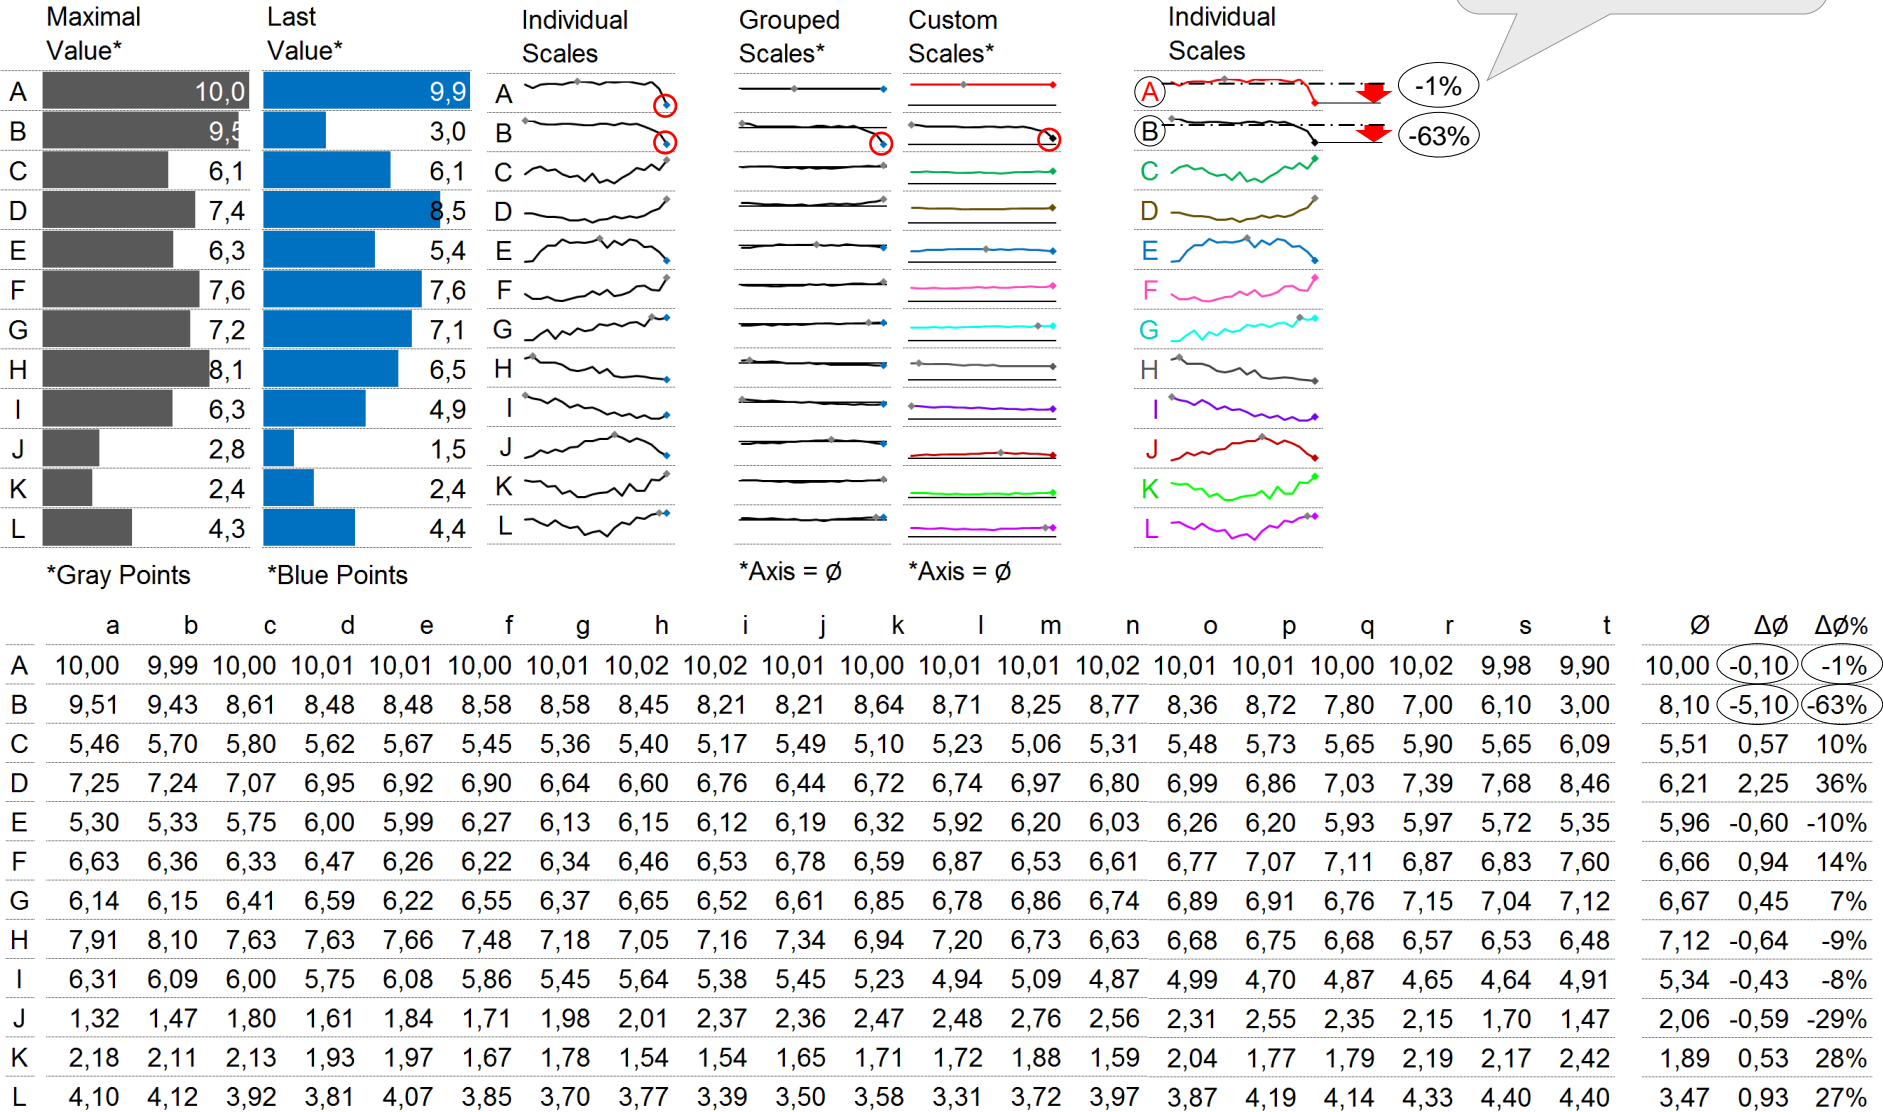 Maximal Value*
Last Value*
Individual Scales
Grouped Scales*
Custom Scales*
Individual Scales
A 10,0 9,9 A A -1%
B 9,5 3,0 B B -63%
C 6,1 6,1 C C
D 7,4 8,5 D D
E 6,3 5,4 E E
F 7,6 7,6 F F
G 7,2 7,1 G G
H 8,1 6,5 H H
I 6,3 4,9 I I
J 2,8 1,5 J J
K 2,4 2,4 K K
L 4,3 4,4 L L
*Gray Points *Blue Points *Axis = Ø *Axis = Ø
a b c d e f g h i j k l m n o p q r s t Ø ΔØ ΔØ%
A 10,00 9,99 10,00 10,01 10,01 10,00 10,01 10,02 10,02 10,01 10,00 10,01 10,01 10,02 10,01 10,01 10,00 10,02 9,98 9,90 10,00 -0,10 -1%
B 9,51 9,43 8,61 8,48 8,48 8,58 8,58 8,45 8,21 8,21 8,64 8,71 8,25 8,77 8,36 8,72 7,80 7,00 6,10 3,00 8,10 -5,10 -63%
C 5,46 5,70 5,80 5,62 5,67 5,45 5,36 5,40 5,17 5,49 5,10 5,23 5,06 5,31 5,48 5,73 5,65 5,90 5,65 6,09 5,51 0,57 10%
D 7,25 7,24 7,07 6,95 6,92 6,90 6,64 6,60 6,76 6,44 6,72 6,74 6,97 6,80 6,99 6,86 7,03 7,39 7,68 8,46 6,21 2,25 36%
E 5,30 5,33 5,75 6,00 5,99 6,27 6,13 6,15 6,12 6,19 6,32 5,92 6,20 6,03 6,26 6,20 5,93 5,97 5,72 5,35 5,96 -0,60 -10%
F 6,63 6,36 6,33 6,47 6,26 6,22 6,34 6,46 6,53 6,78 6,59 6,87 6,53 6,61 6,77 7,07 7,11 6,87 6,83 7,60 6,66 0,94 14%
G 6,14 6,15 6,41 6,59 6,22 6,55 6,37 6,65 6,52 6,61 6,85 6,78 6,86 6,74 6,89 6,91 6,76 7,15 7,04 7,12 6,67 0,45 7%
H 7,91 8,10 7,63 7,63 7,66 7,48 7,18 7,05 7,16 7,34 6,94 7,20 6,73 6,63 6,68 6,75 6,68 6,57 6,53 6,48 7,12 -0,64 -9%
I 6,31 6,09 6,00 5,75 6,08 5,86 5,45 5,64 5,38 5,45 5,23 4,94 5,09 4,87 4,99 4,70 4,87 4,65 4,64 4,91 5,34 -0,43 -8%
J 1,32 1,47 1,80 1,61 1,84 1,71 1,98 2,01 2,37 2,36 2,47 2,48 2,76 2,56 2,31 2,55 2,35 2,15 1,70 1,47 2,06 -0,59 -29%
K 2,18 2,11 2,13 1,93 1,97 1,67 1,78 1,54 1,54 1,65 1,71 1,72 1,88 1,59 2,04 1,77 1,79 2,19 2,17 2,42 1,89 0,53 28%
L 4,10 4,12 3,92 3,81 4,07 3,85 3,70 3,77 3,39 3,50 3,58 3,31 3,72 3,97 3,87 4,19 4,14 4,33 4,40 4,40 3,47 0,93 27%